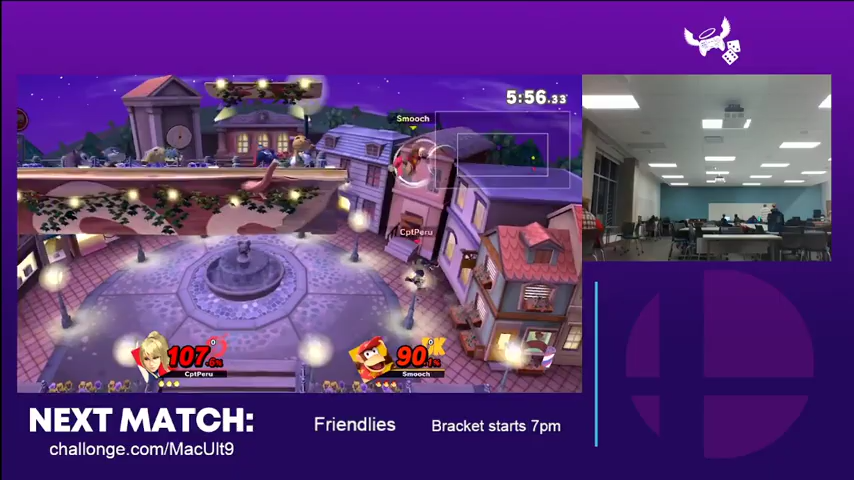 5:56.33
Smooch
CptPeru
107.6%
CptPeru
90.1%
Smooch
NEXT MATCH:
challonge.com/MacUlt9
Friendlies
Bracket starts 7pm